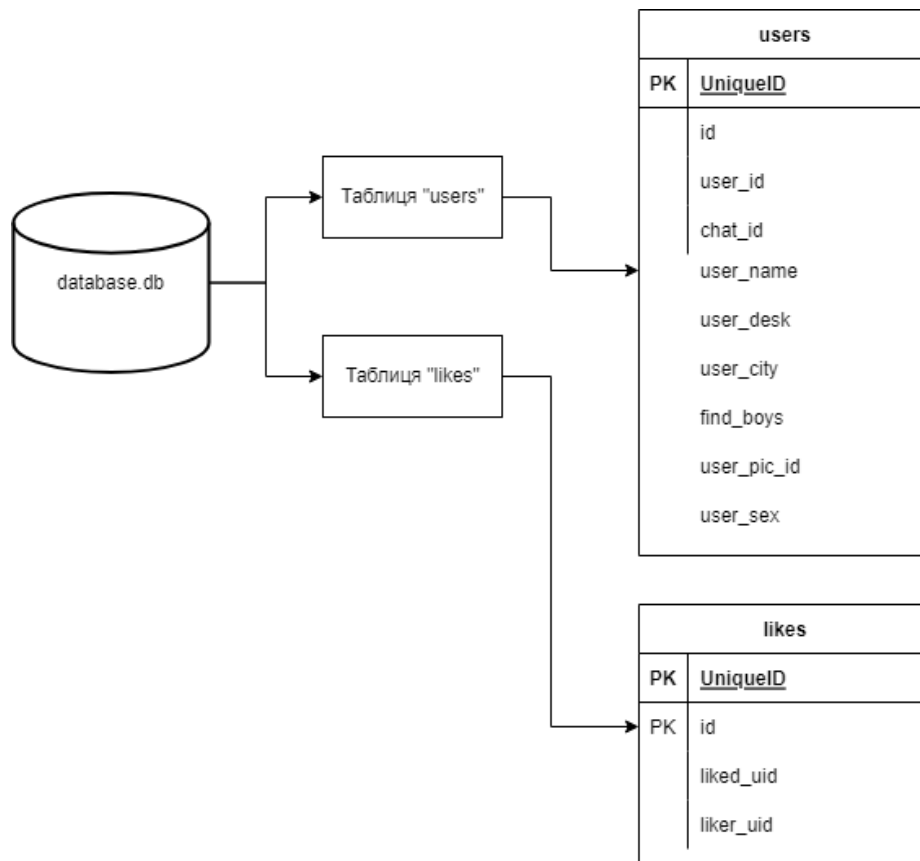 database.db
Таблиця "users"
Таблиця "likes"
users
PK UniqueID
id
user_id
chat_id
user_name
user_desk
user_city
find_boys
user_pic_id
user_sex
likes
PK UniqueID
PK id
liked_uid
liker_uid